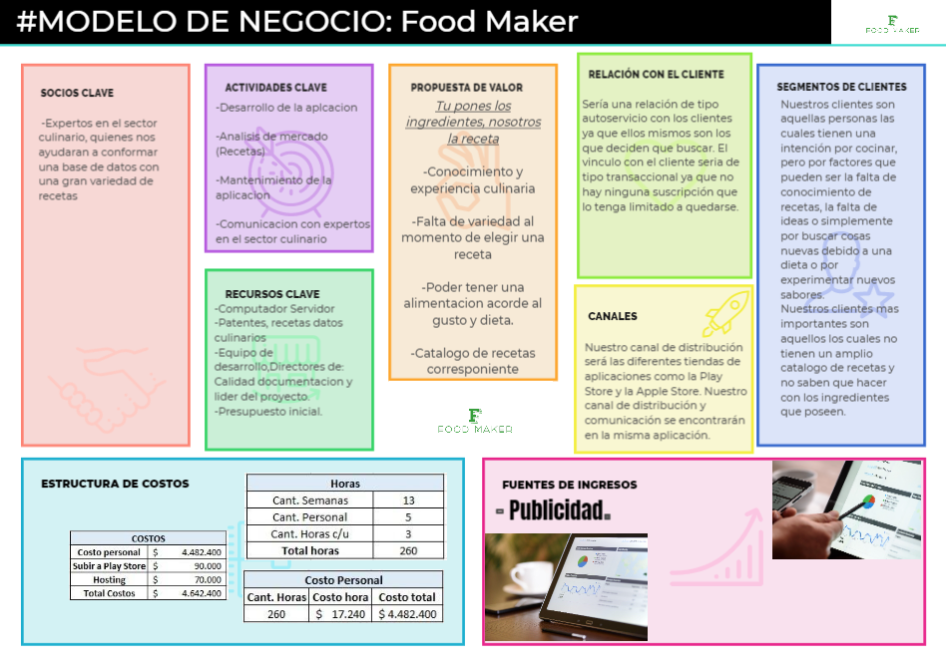 #MODELO DE NEGOCIO: Food Maker
FOOD MAKER
SOCIOS CLAVE
-Expertos en el sector
culinario, quienes nos
ayudaran a conformar
una base de datos con
una gran variedad de
recetas
ACTIVIDADES CLAVE
-Desarrollo de la aplcacion
-Analisis de mercado
(Recetas)
-Mantenimiento de la
aplicacion
-Comunicacion con expertos
en el sector culinario
RECURSOS CLAVE
-Computador Servidor
-Patentes, recetas datos
culinarios
-Equipo de
desarrollo,Directores de:
Calidad documentacion y
lider del proyecto.
-Presupuesto inicial.
PROPUESTA DE VALOR
Tu pones los
ingredientes, nosotros
la receta
-Conocimiento y
experiencia culinaria
-Falta de variedad al
momento de elegir una
receta
-Poder tener una
alimentacion acorde al
gusto y dieta.
-Catalogo de recetas
corresponiente
FOOD MAKER
RELACIÓN CON EL CLIENTE
Sería una relación de tipo
autoservicio con los clientes
ya que ellos mismos son los
que deciden que buscar. El
vinculo con el cliente seria de
tipo transaccional ya que no
hay ninguna suscripción que
lo tenga limitado a quedarse.
CANALES
Nuestro canal de distribución
será las diferentes tiendas de
aplicaciones como la Play
Store y la Apple Store. Nuestro
canal de distribución y
comunicación se encontrarán
en la misma aplicación.
SEGMENTOS DE CLIENTES
Nuestros clientes son
aquellas personas las
cuales tienen una
intención por cocinar,
pero por factores que
pueden ser la falta de
conocimiento de
recetas, la falta de
ideas o simplemente
por buscar cosas
nuevas debido a una
dieta o por
experimentar nuevos
sabores.
Nuestros clientes mas
importantes son
aquellos los cuales no
tienen un amplio
catalogo de recetas y
no saben que hacer
con los ingredientes
que poseen.
ESTRUCTURA DE COSTOS
COSTOS
Costo personal $ 4.482.400
Subir a Play Store $ 90.000
Hosting $ 70.000
Total Costos $ 4.642.400
Horas
Cant. Semanas 13
Cant. Personal 5
Cant. Horas c/u 3
Total horas 260
Costo Personal
Cant. Horas Costo hora Costo total
260 $ 17.240 $ 4.482.400
FUENTES DE INGRESOS
- Publicidad.